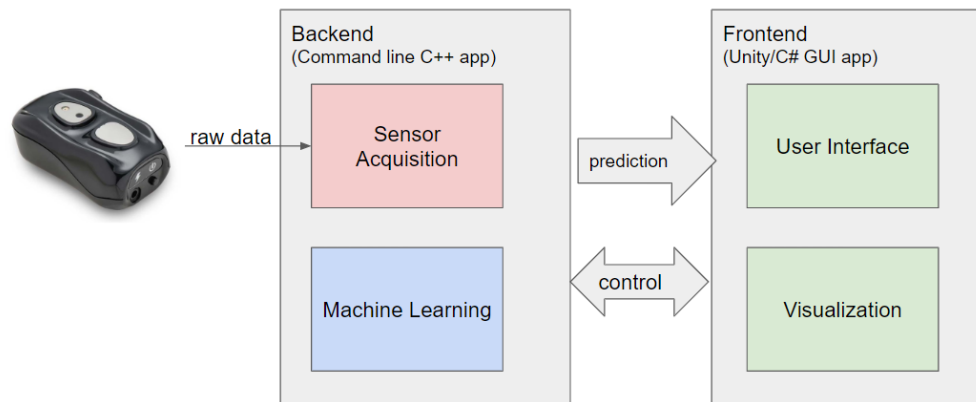 Backend
(Command line C++ app)
Frontend
(Unity/C# GUI app)
raw data
Sensor
Acquisition
prediction
User Interface
Machine Learning
control
Visualization